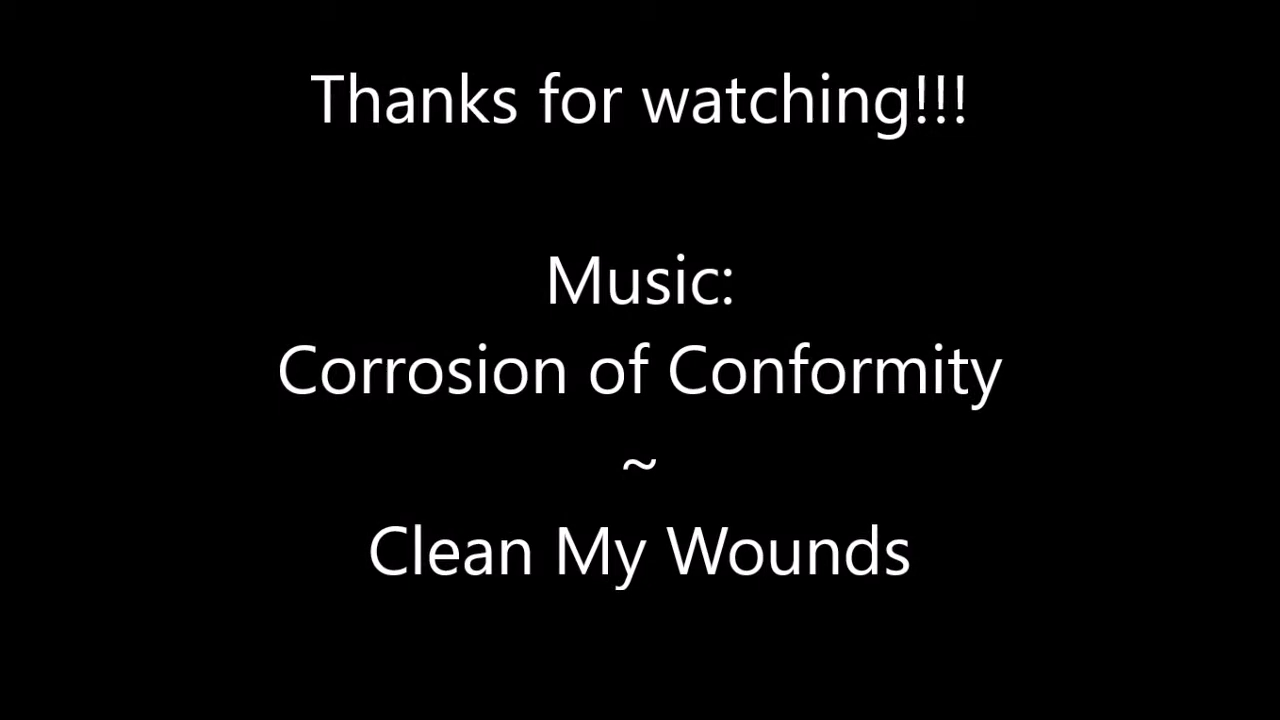 Thanks for watching!!!
Music:
Corrosion of Conformity
~
Clean My Wounds